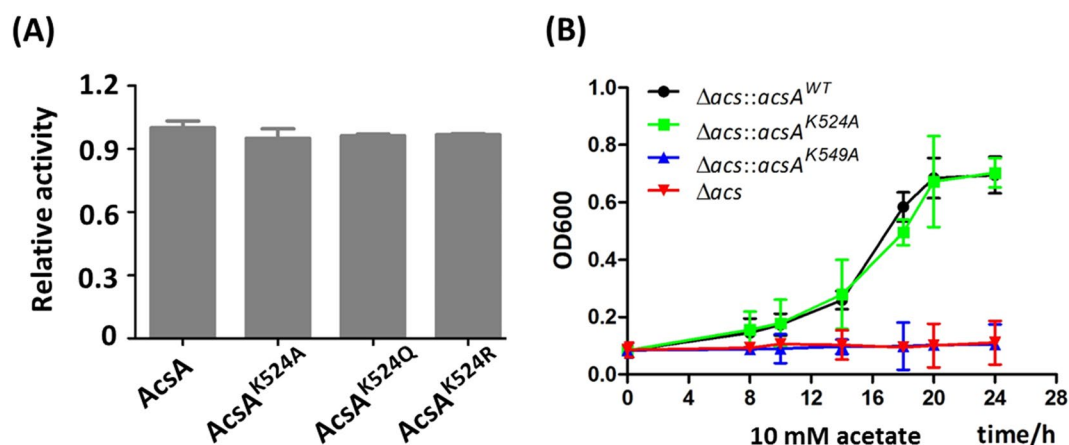 (A)
Relative activity
1.2
0.9
0.6
0.3
0
AcsA
AcsA^K524A
AcsA^K524Q
AcsA^K524R
(B)
OD600
1.0
0.8
0.6
0.4
0.2
0.0
Δacs::acsA^WT
Δacs::acsA^K524A
Δacs::acsA^K549A
Δacs
0 4 8 12 16 20 24 28
10 mM acetate time/h